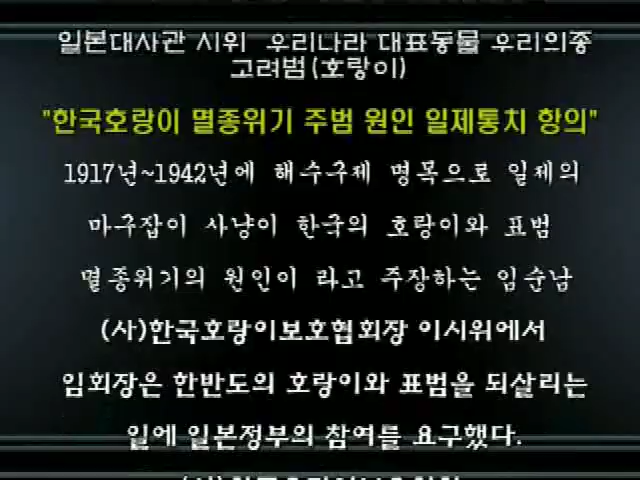 일본대사관 시위 우리나라 대표동물 우리의종
고려범(호랑이)
"한국호랑이 멸종위기 주범 원인 일제통치 항의"
1917년~1942년에 해수구제 명목으로 일제의
마구잡이 사냥이 한국의 호랑이와 표범
멸종위기의 원인이 라고 주장하는 임순남
(사)한국호랑이보호협회장 이시위에서
임회장은 한반도의 호랑이와 표범을 되살리는
일에 일본정부의 참여를 요구했다.